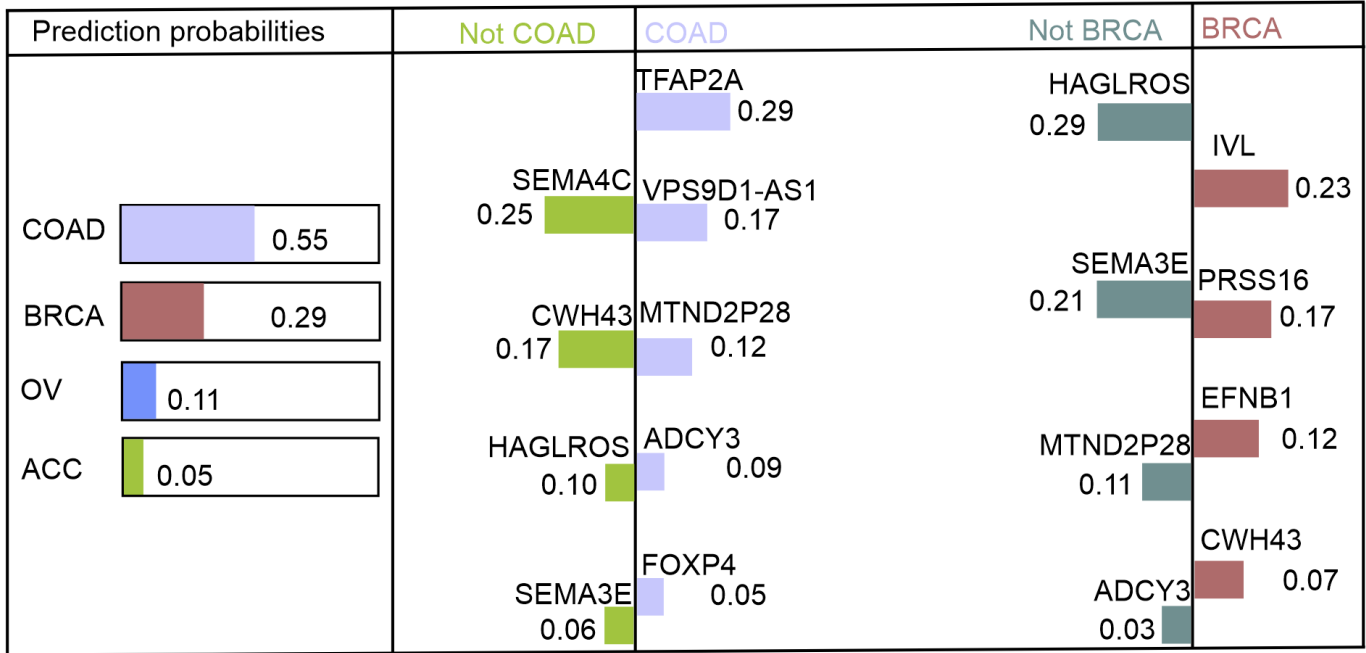 Prediction probabilities
Not COAD
COAD
Not BRCA
BRCA
COAD
0.55
BRCA
0.29
OV
0.11
ACC
0.05
SEMA4C
0.25
CWH43
0.17
HAGLROS
0.10
SEMA3E
0.06
TFAP2A
0.29
VPS9D1-AS1
0.17
MTND2P28
0.12
ADCY3
0.09
FOXP4
0.05
HAGLROS
0.29
SEMA3E
0.21
MTND2P28
0.11
ADCY3
0.03
IVL
0.23
PRSS16
0.17
EFNB1
0.12
CWH43
0.07